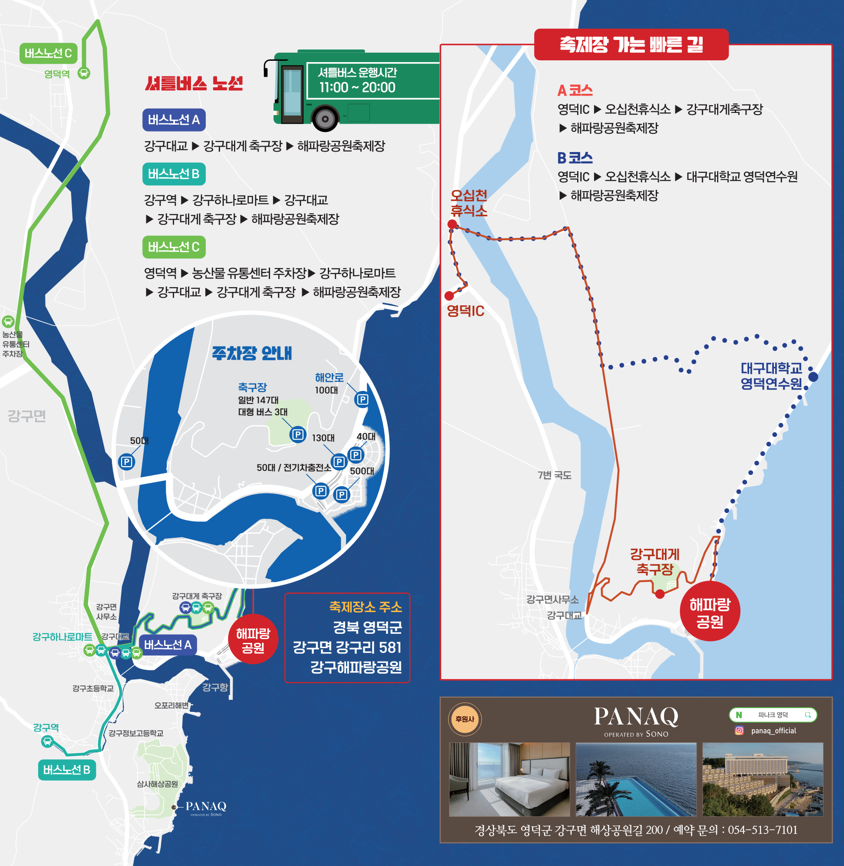 버스노선 C
영덕역
셔틀버스 노선
셔틀버스 운행시간
11:00 ~ 20:00
버스노선 A
강구대교 ▶ 강구대게 축구장 ▶ 해파랑공원축제장
버스노선 B
강구역 ▶ 강구하나로마트 ▶ 강구대교
▶ 강구대게 축구장 ▶ 해파랑공원축제장
버스노선 C
영덕역 ▶ 농산물 유통센터 주차장▶ 강구하나로마트
▶ 강구대교 ▶ 강구대게 축구장 ▶ 해파랑공원축제장
농산물
유통센터
주차장
강구면
주차장 안내
축구장
일반 147대
대형 버스 3대
해안로
100대
50대
130대
40대
50대 / 전기차충전소
500대
P
P
P
P
P
P
P
강구면
사무소
강구대게 축구장
강구하나로마트
강구대교
버스노선 A
해파랑
공원
축제장소 주소
경북 영덕군
강구면 강구리 581
강구해파랑공원
강구초등학교
강구항
오포리해변
강구역
강구정보고등학교
버스노선 B
삼사해상공원
PANAQ
OPERATED BY SONO
축제장 가는 빠른 길
A 코스
영덕IC ▶ 오십천휴식소 ▶ 강구대게축구장
▶ 해파랑공원축제장
B 코스
영덕IC ▶ 오십천휴식소 ▶ 대구대학교 영덕연수원
▶ 해파랑공원축제장
오십천
휴식소
영덕IC
대구대학교
영덕연수원
7번 국도
강구대게
축구장
강구면사무소
강구대교
해파랑
공원
후원사
PANAQ
OPERATED BY SONO
N 파나크 영덕
panaq_official
경상북도 영덕군 강구면 해상공원길 200 / 예약 문의 : 054-513-7101